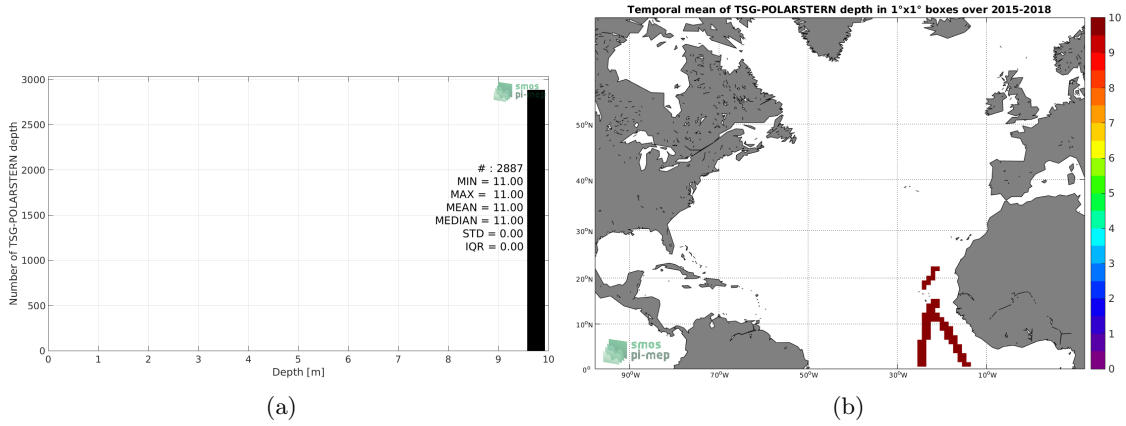 Number of TSG-POLARSTERN depth
3000
2500
2000
1500
1000
500
0
smos
pi-mep
# : 2887
MIN = 11.00
MAX = 11.00
MEAN = 11.00
MEDIAN = 11.00
STD = 0.00
IQR = 0.00
0 1 2 3 4 5 6 7 8 9 10
Depth [m]
(a)
Temporal mean of TSG-POLARSTERN depth in 1°x1° boxes over 2015-2018
50°N
40°N
30°N
20°N
10°N
0°
90°W 70°W 50°W 30°W 10°W
smos
pi-mep
10
9
8
7
6
5
4
3
2
1
0
(b)